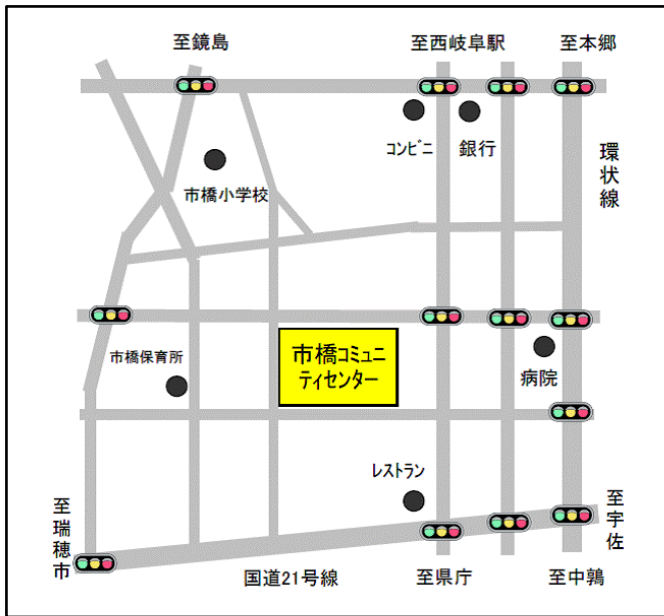 至鏡島
至西岐阜駅
至本郷
コンビニ
銀行
環状線
市橋小学校
市橋保育所
市橋コミュニ
ティセンター
病院
レストラン
至瑞穂市
至宇佐
国道21号線
至県庁
至中鶉